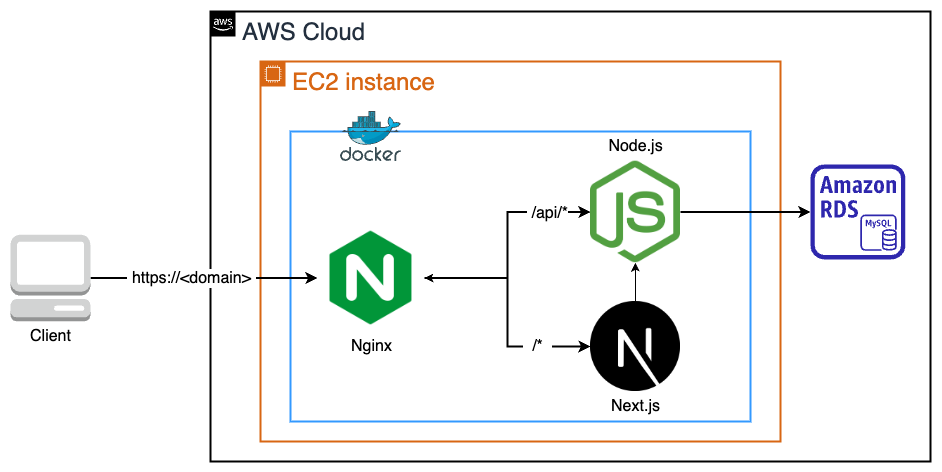 aws
AWS Cloud
EC2 instance
docker
Node.js
JS
/api/*
Amazon
RDS
MySQL
https://<domain>
N
Nginx
Client
/*
N
Next.js